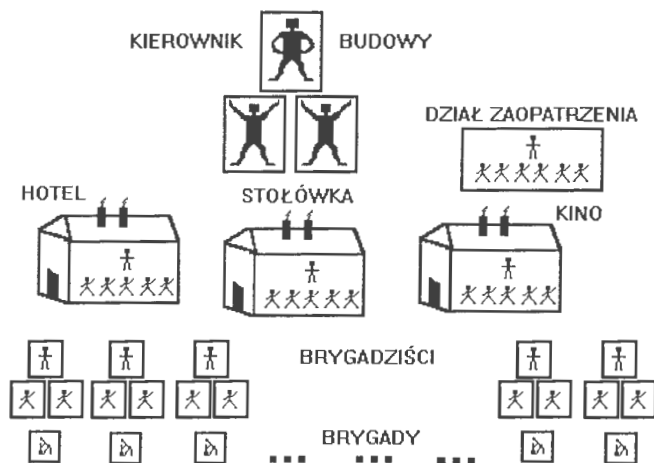 KIEROWNIK BUDOWY
DZIAŁ ZAOPATRZENIA
HOTEL
STOŁÓWKA
KINO
BRYGADZIŚCI
BRYGADY